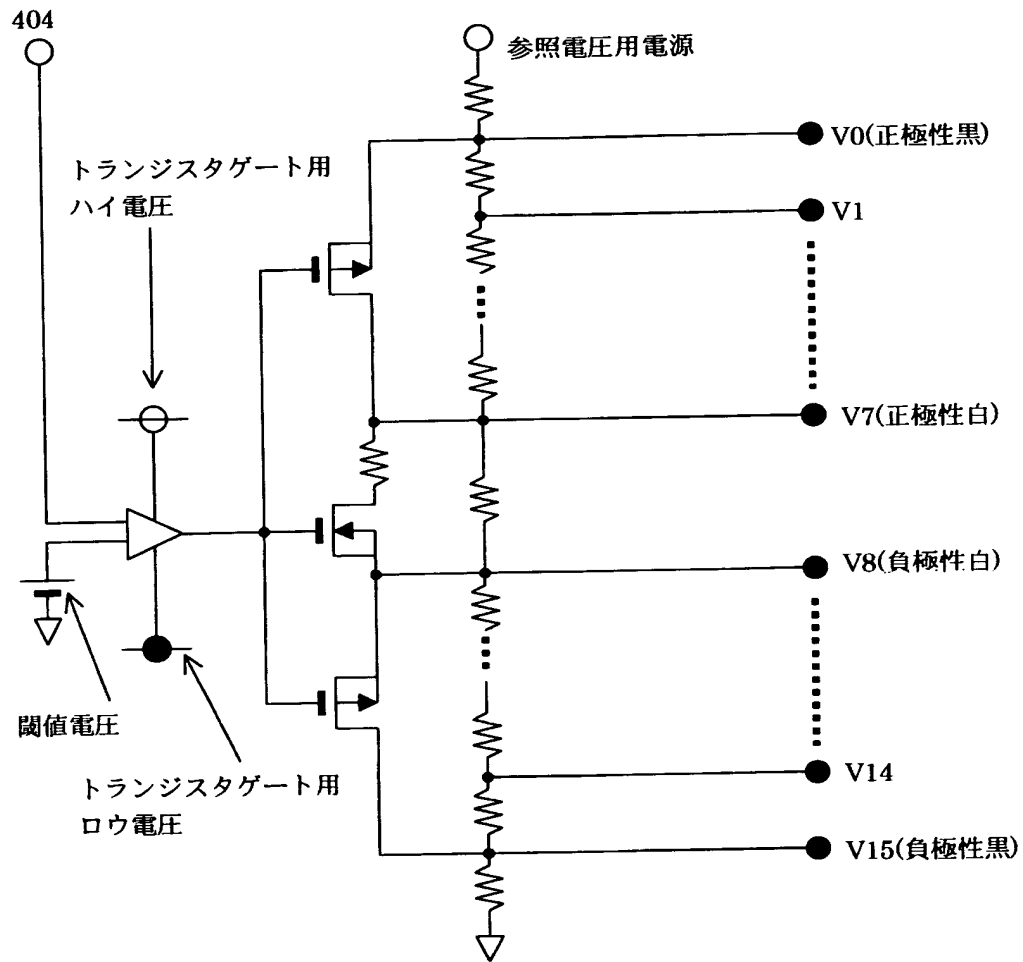 404
参照電圧用電源
V0(正極性黒)
トランジスタゲート用
ハイ電圧
V1
V7(正極性白)
V8(負極性白)
閾値電圧
トランジスタゲート用
ロウ電圧
V14
V15(負極性黒)